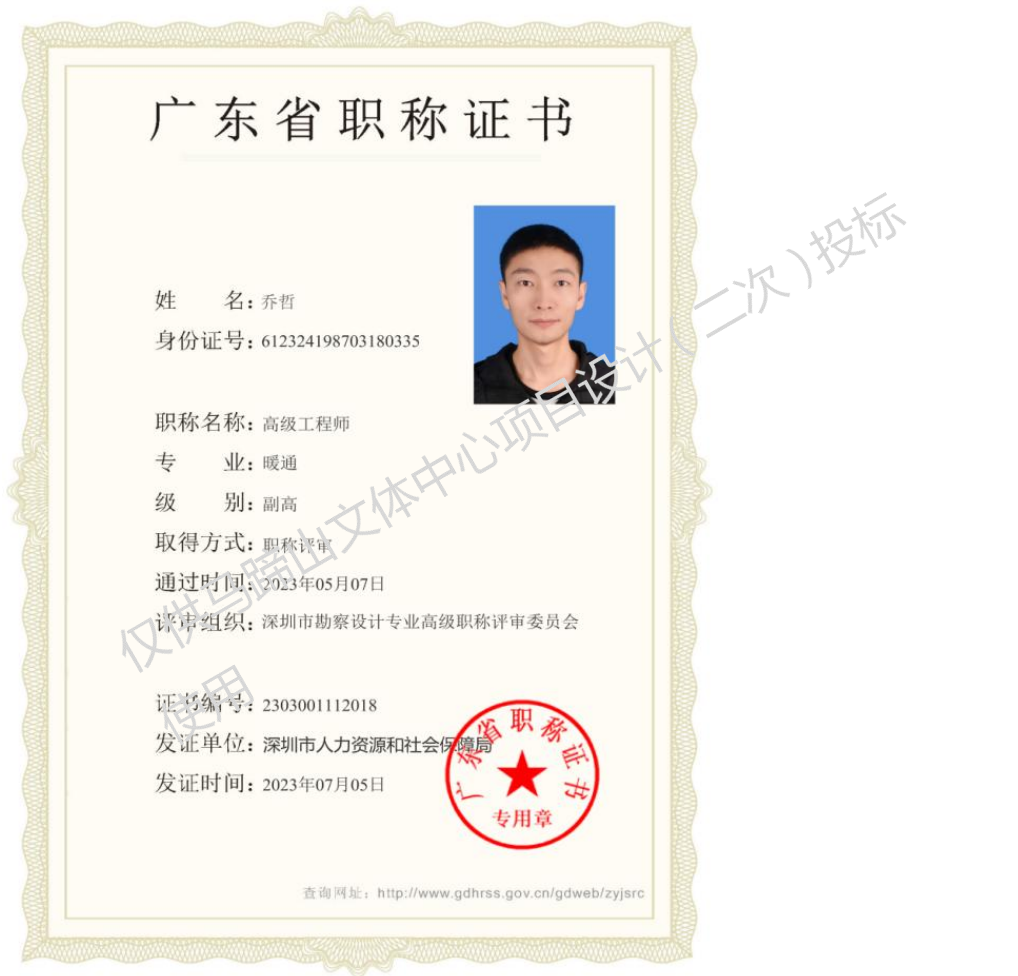 广东省职称证书
姓 名：乔哲
身份证号：612324198703180335
职称名称：高级工程师
专 业：暖通
级 别：副高
取得方式：职称评审
通过时间：2023年05月07日
评审组织：深圳市勘察设计专业高级职称评审委员会
证书编号：2303001112018
发证单位：深圳市人力资源和社会保障局
发证时间：2023年07月05日
广东省职称证书
专用章
查询网址：http://www.gdhrss.gov.cn/gdweb/zyjsrc
仅供马蹄山文体中心项目设计（二次）投标
使用